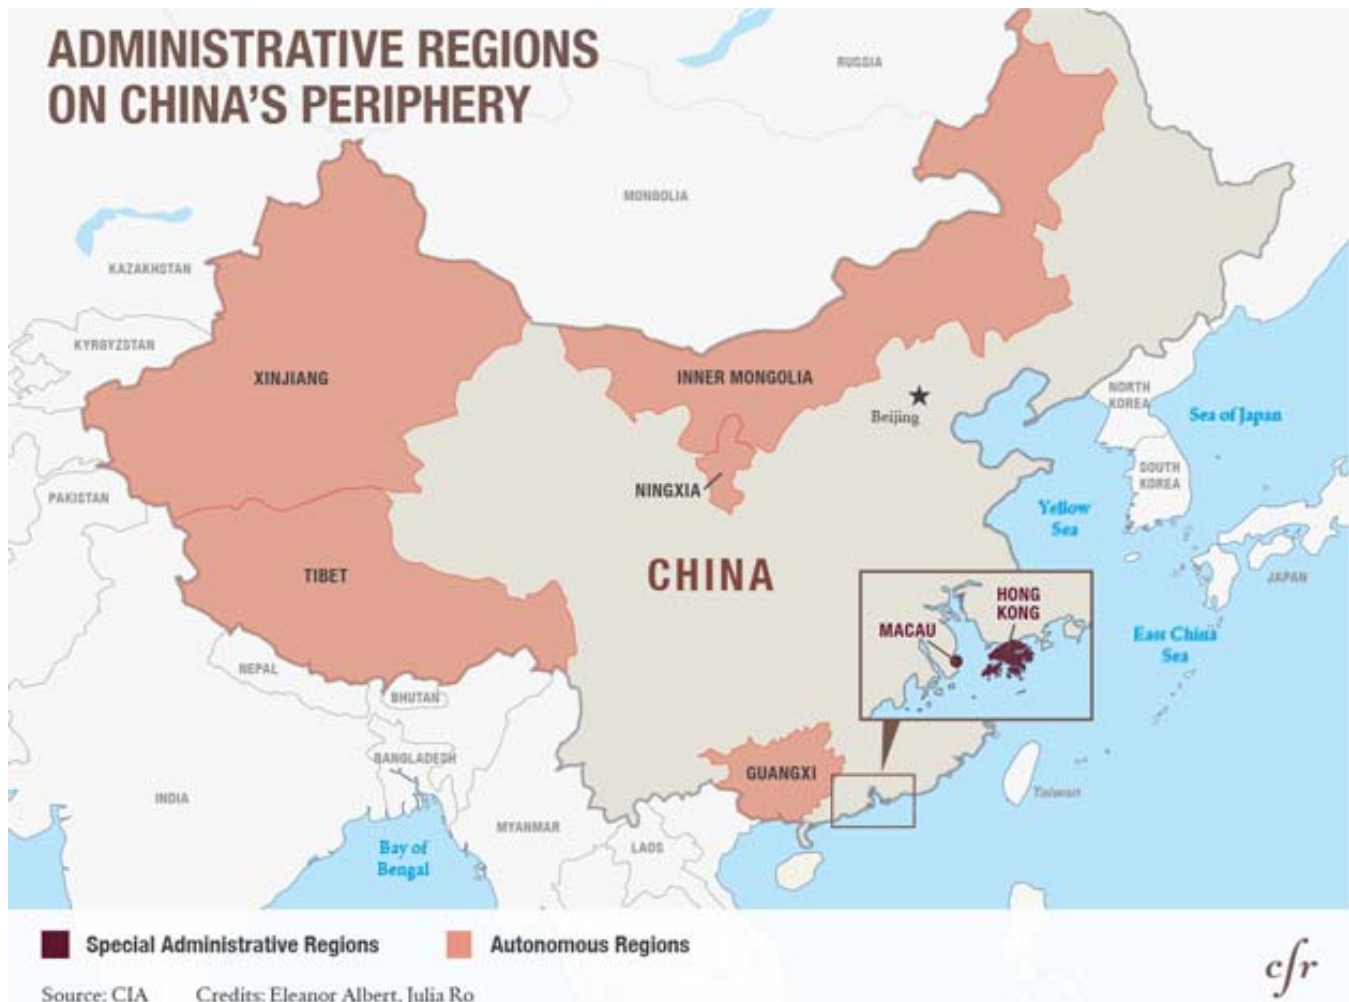 ADMINISTRATIVE REGIONS
ON CHINA'S PERIPHERY
RUSSIA
MONGOLIA
KAZAKHSTAN
KYRGYZSTAN
XINJIANG
INNER MONGOLIA
Beijing
NORTH
KOREA
Sea of Japan
SOUTH
KOREA
PAKISTAN
NINGXIA
Yellow
Sea
TIBET
CHINA
JAPAN
HONG
KONG
MACAU
East China
Sea
NEPAL
BHUTAN
BANGLADESH
GUANGXI
INDIA
Taiwan
MYANMAR
LAOS
Bay of
Bengal
Special Administrative Regions
Autonomous Regions
cfr
Source: CIA
Credits: Eleanor Albert, Julia Ro